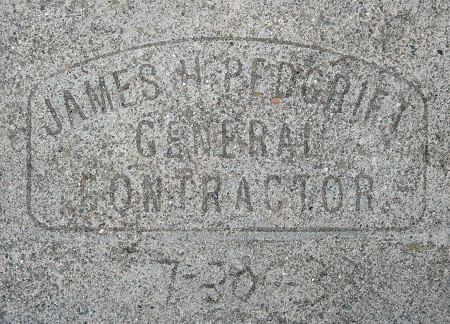 JAMES H. PEDGRIFT
GENERAL
CONTRACTOR
7-30-